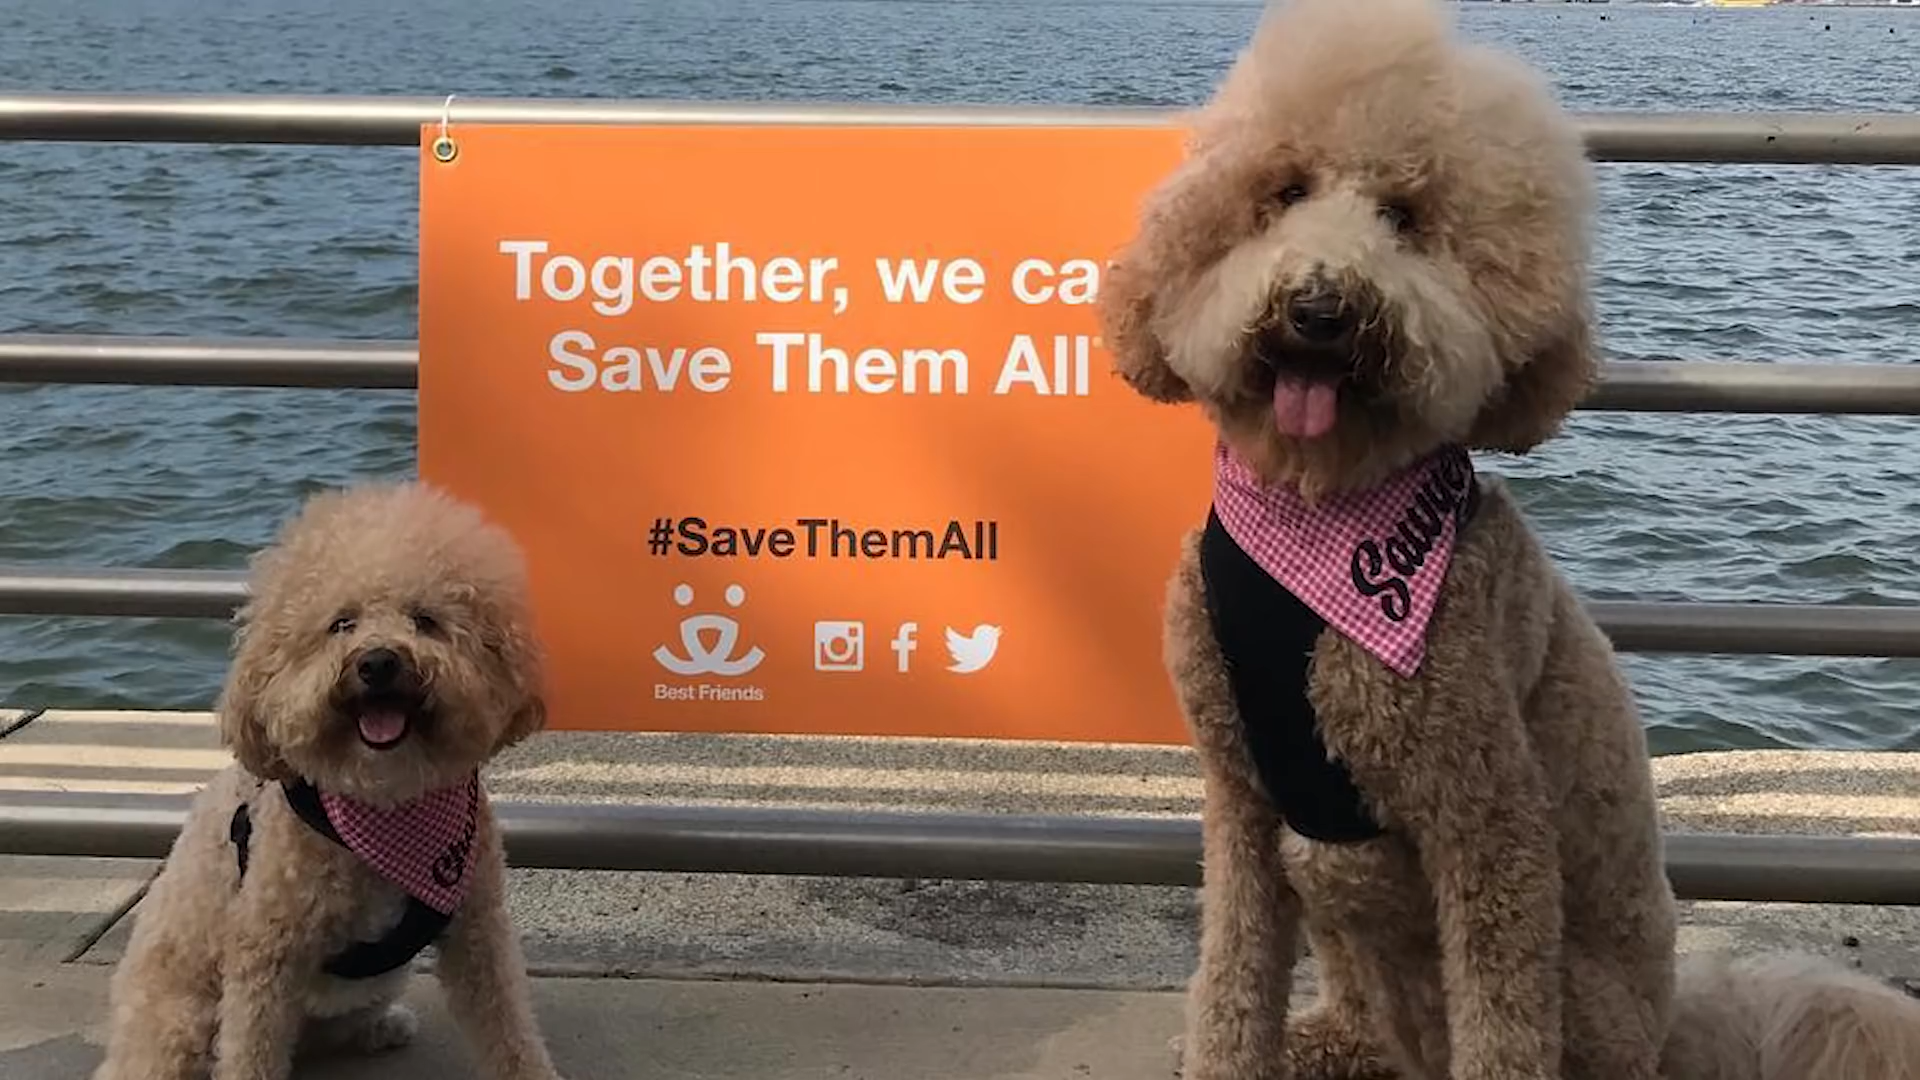 Together, we ca
Save Them All
#SaveThemAll
Best Friends